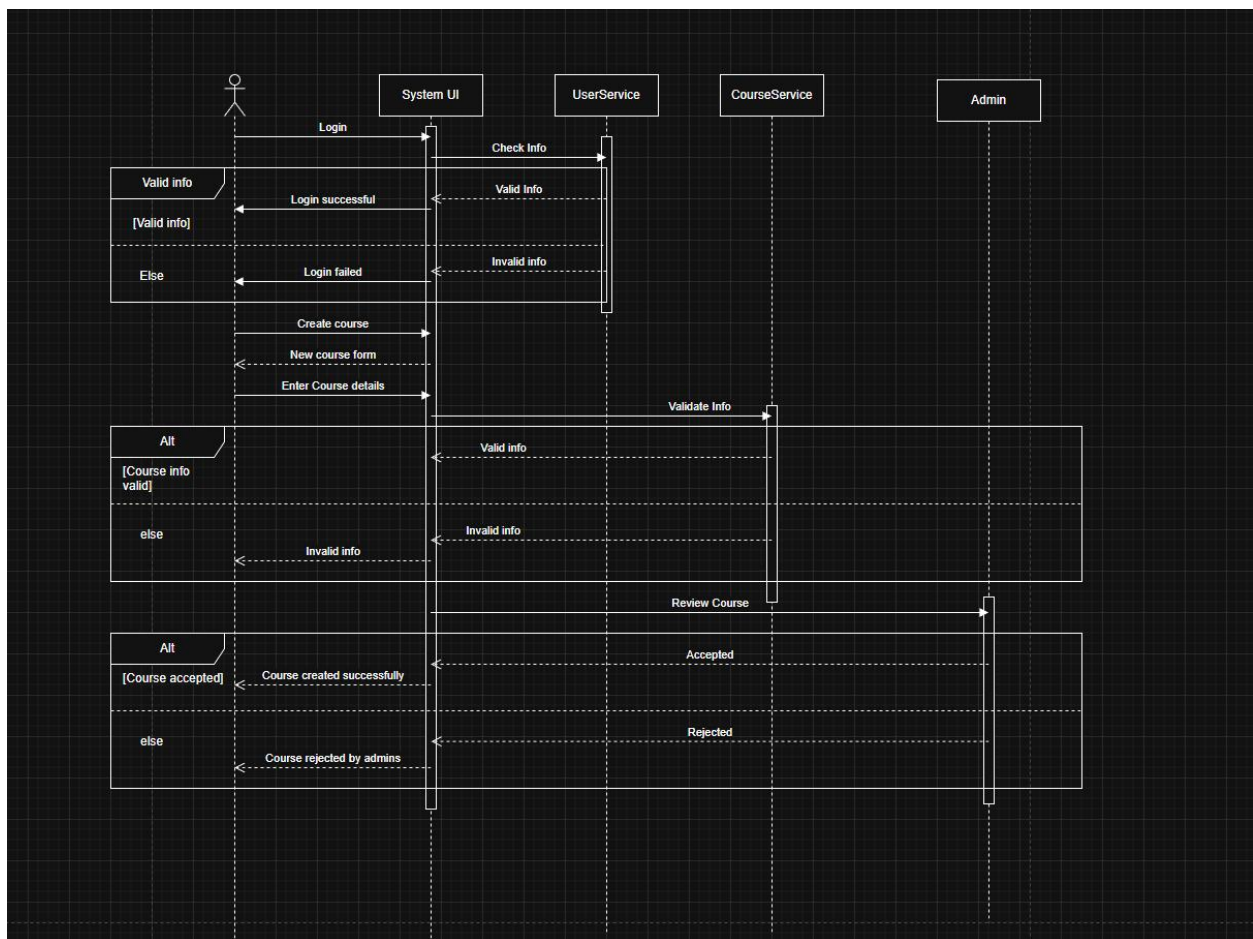 System UI
UserService
CourseService
Admin
Login
Check Info
Valid info
Valid Info
Login successful
[Valid info]
Invalid info
Else
Login failed
Create course
New course form
Enter Course details
Validate Info
Alt
Valid info
[Course info
valid]
Invalid info
else
Invalid info
Review Course
Alt
Accepted
[Course accepted]
Course created successfully
Rejected
else
Course rejected by admins